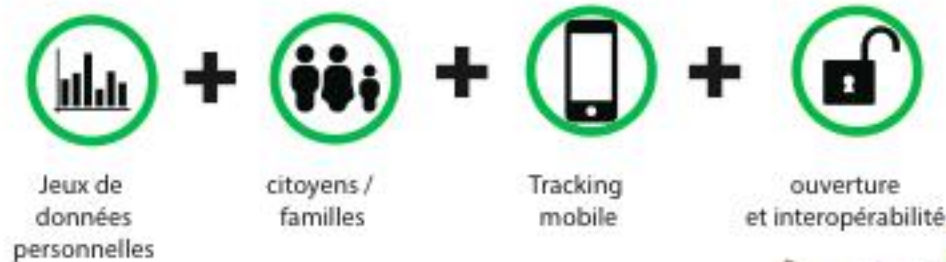 Jeux de
données
personnelles
citoyens /
familles
Tracking
mobile
ouverture
et interopérabilité